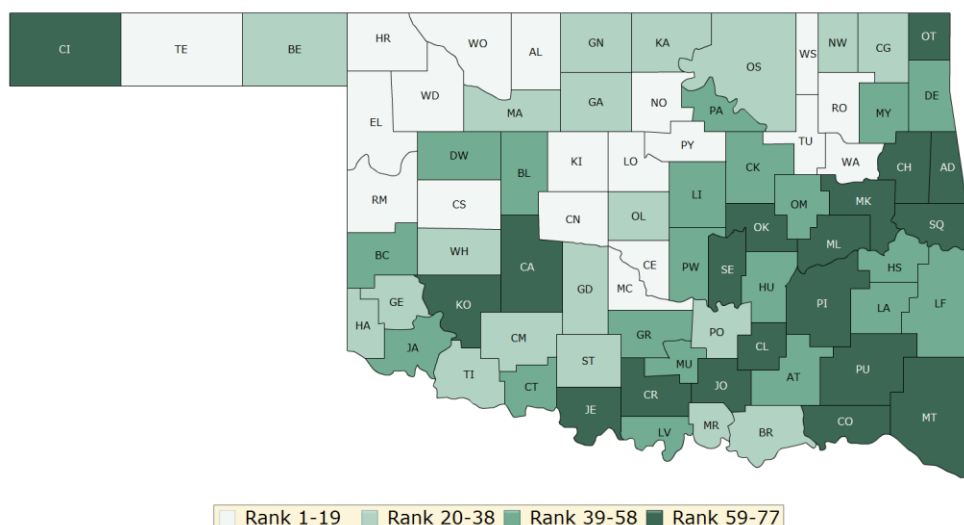 CI TE BE HR WO AL GN KA OS WS NW CG OT
WD MA GA NO PA RO MY DE
EL TU
DW BL KI LO PY CK WA CH AD
RM CS CN OL LI OM MK
OK SQ
BC WH CA CE PW SE ML HS
GE KO GD MC HU PI LA LF
HA JA CM GR PO CL
TI CT ST MU AT PU
JE CR JO CO MT
LV MR BR
Rank 1-19 Rank 20-38 Rank 39-58 Rank 59-77